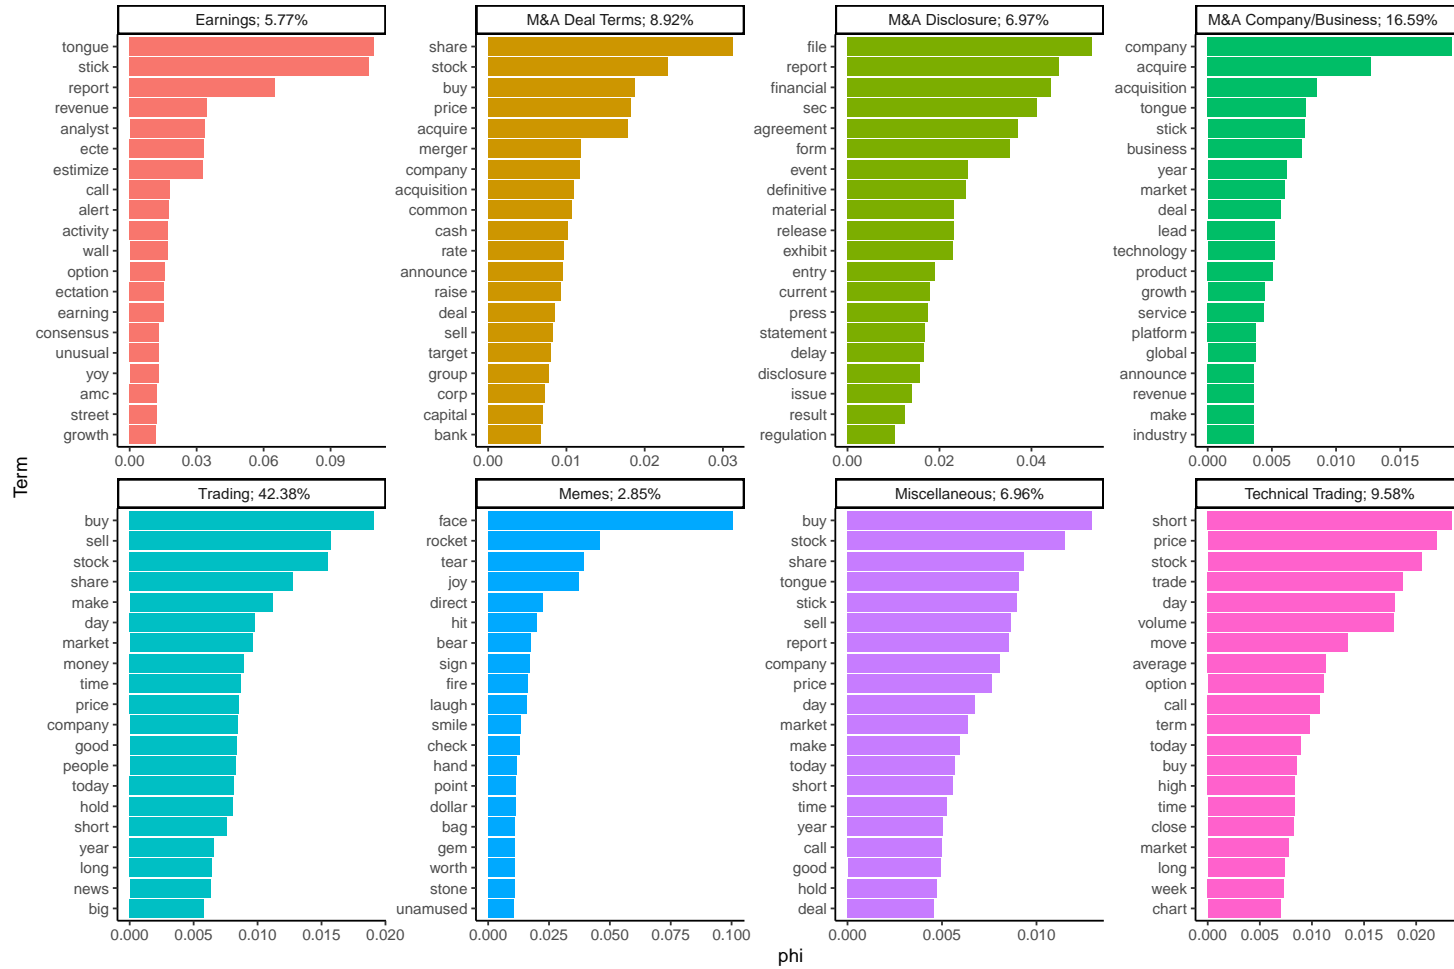 Earnings; 5.77%
tongue
stick
report
revenue
analyst
ecte
estimize
call
alert
activity
wall
option
ectation
earning
consensus
unusual
yoy
amc
street
growth
0.00 0.03 0.06 0.09
M&A Deal Terms; 8.92%
share
stock
buy
price
acquire
merger
company
acquisition
common
cash
rate
announce
raise
deal
sell
target
group
corp
capital
bank
0.00 0.01 0.02 0.03
M&A Disclosure; 6.97%
file
report
financial
sec
agreement
form
event
definitive
material
release
exhibit
entry
current
press
statement
delay
disclosure
issue
result
regulation
0.00 0.02 0.04
M&A Company/Business; 16.59%
company
acquire
acquisition
tongue
stick
business
year
market
deal
lead
technology
product
growth
service
platform
global
announce
revenue
make
industry
0.000 0.005 0.010 0.015
Term
Trading; 42.38%
buy
sell
stock
share
make
day
market
money
time
price
company
good
people
today
hold
short
year
long
news
big
0.000 0.005 0.010 0.015 0.020
Memes; 2.85%
face
rocket
tear
joy
direct
hit
bear
sign
fire
laugh
smile
check
hand
point
dollar
bag
gem
worth
stone
unamused
0.000 0.025 0.050 0.075 0.100
Miscellaneous; 6.96%
buy
stock
share
tongue
stick
sell
report
company
price
day
market
make
today
short
time
year
call
good
hold
deal
0.000 0.005 0.010
Technical Trading; 9.58%
short
price
stock
trade
day
volume
move
average
option
call
term
today
buy
high
time
close
market
long
week
chart
0.000 0.005 0.010 0.015 0.020
phi